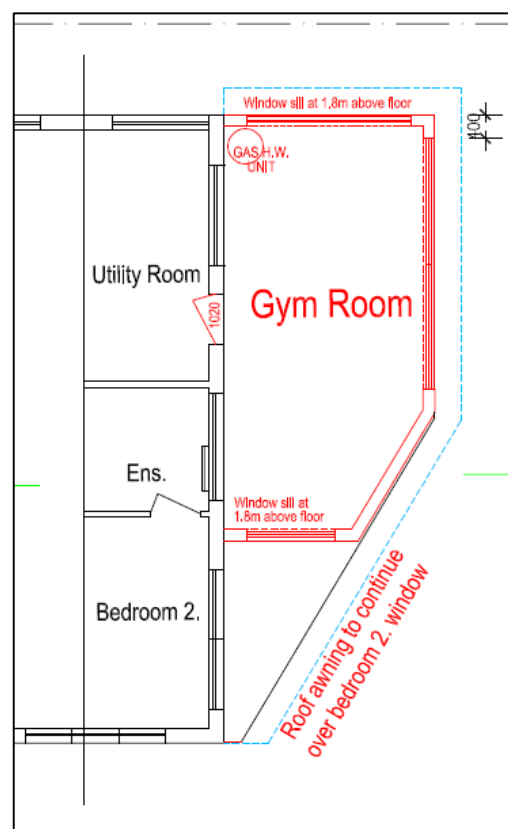 Window sill at 1.8m above floor
400
GAS H.W.
UNIT
Utility Room
1020
Gym Room
Ens.
Window sill at
1.8m above floor
Bedroom 2.
Roof awning to continue
over bedroom 2. window